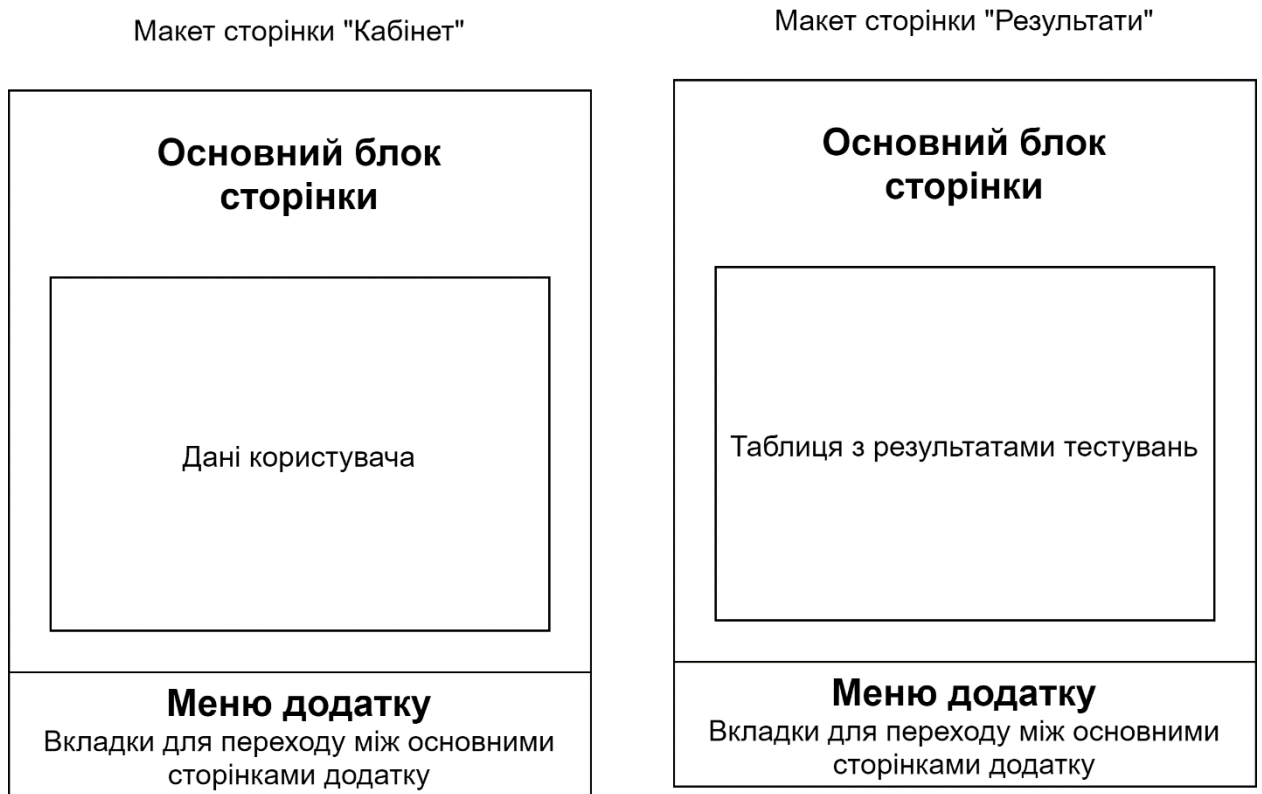 Макет сторінки "Кабінет"
Основний блок
сторінки
Дані користувача
Меню додатку
Вкладки для переходу між основними
сторінками додатку
Макет сторінки "Результати"
Основний блок
сторінки
Таблиця з результатами тестувань
Меню додатку
Вкладки для переходу між основними
сторінками додатку